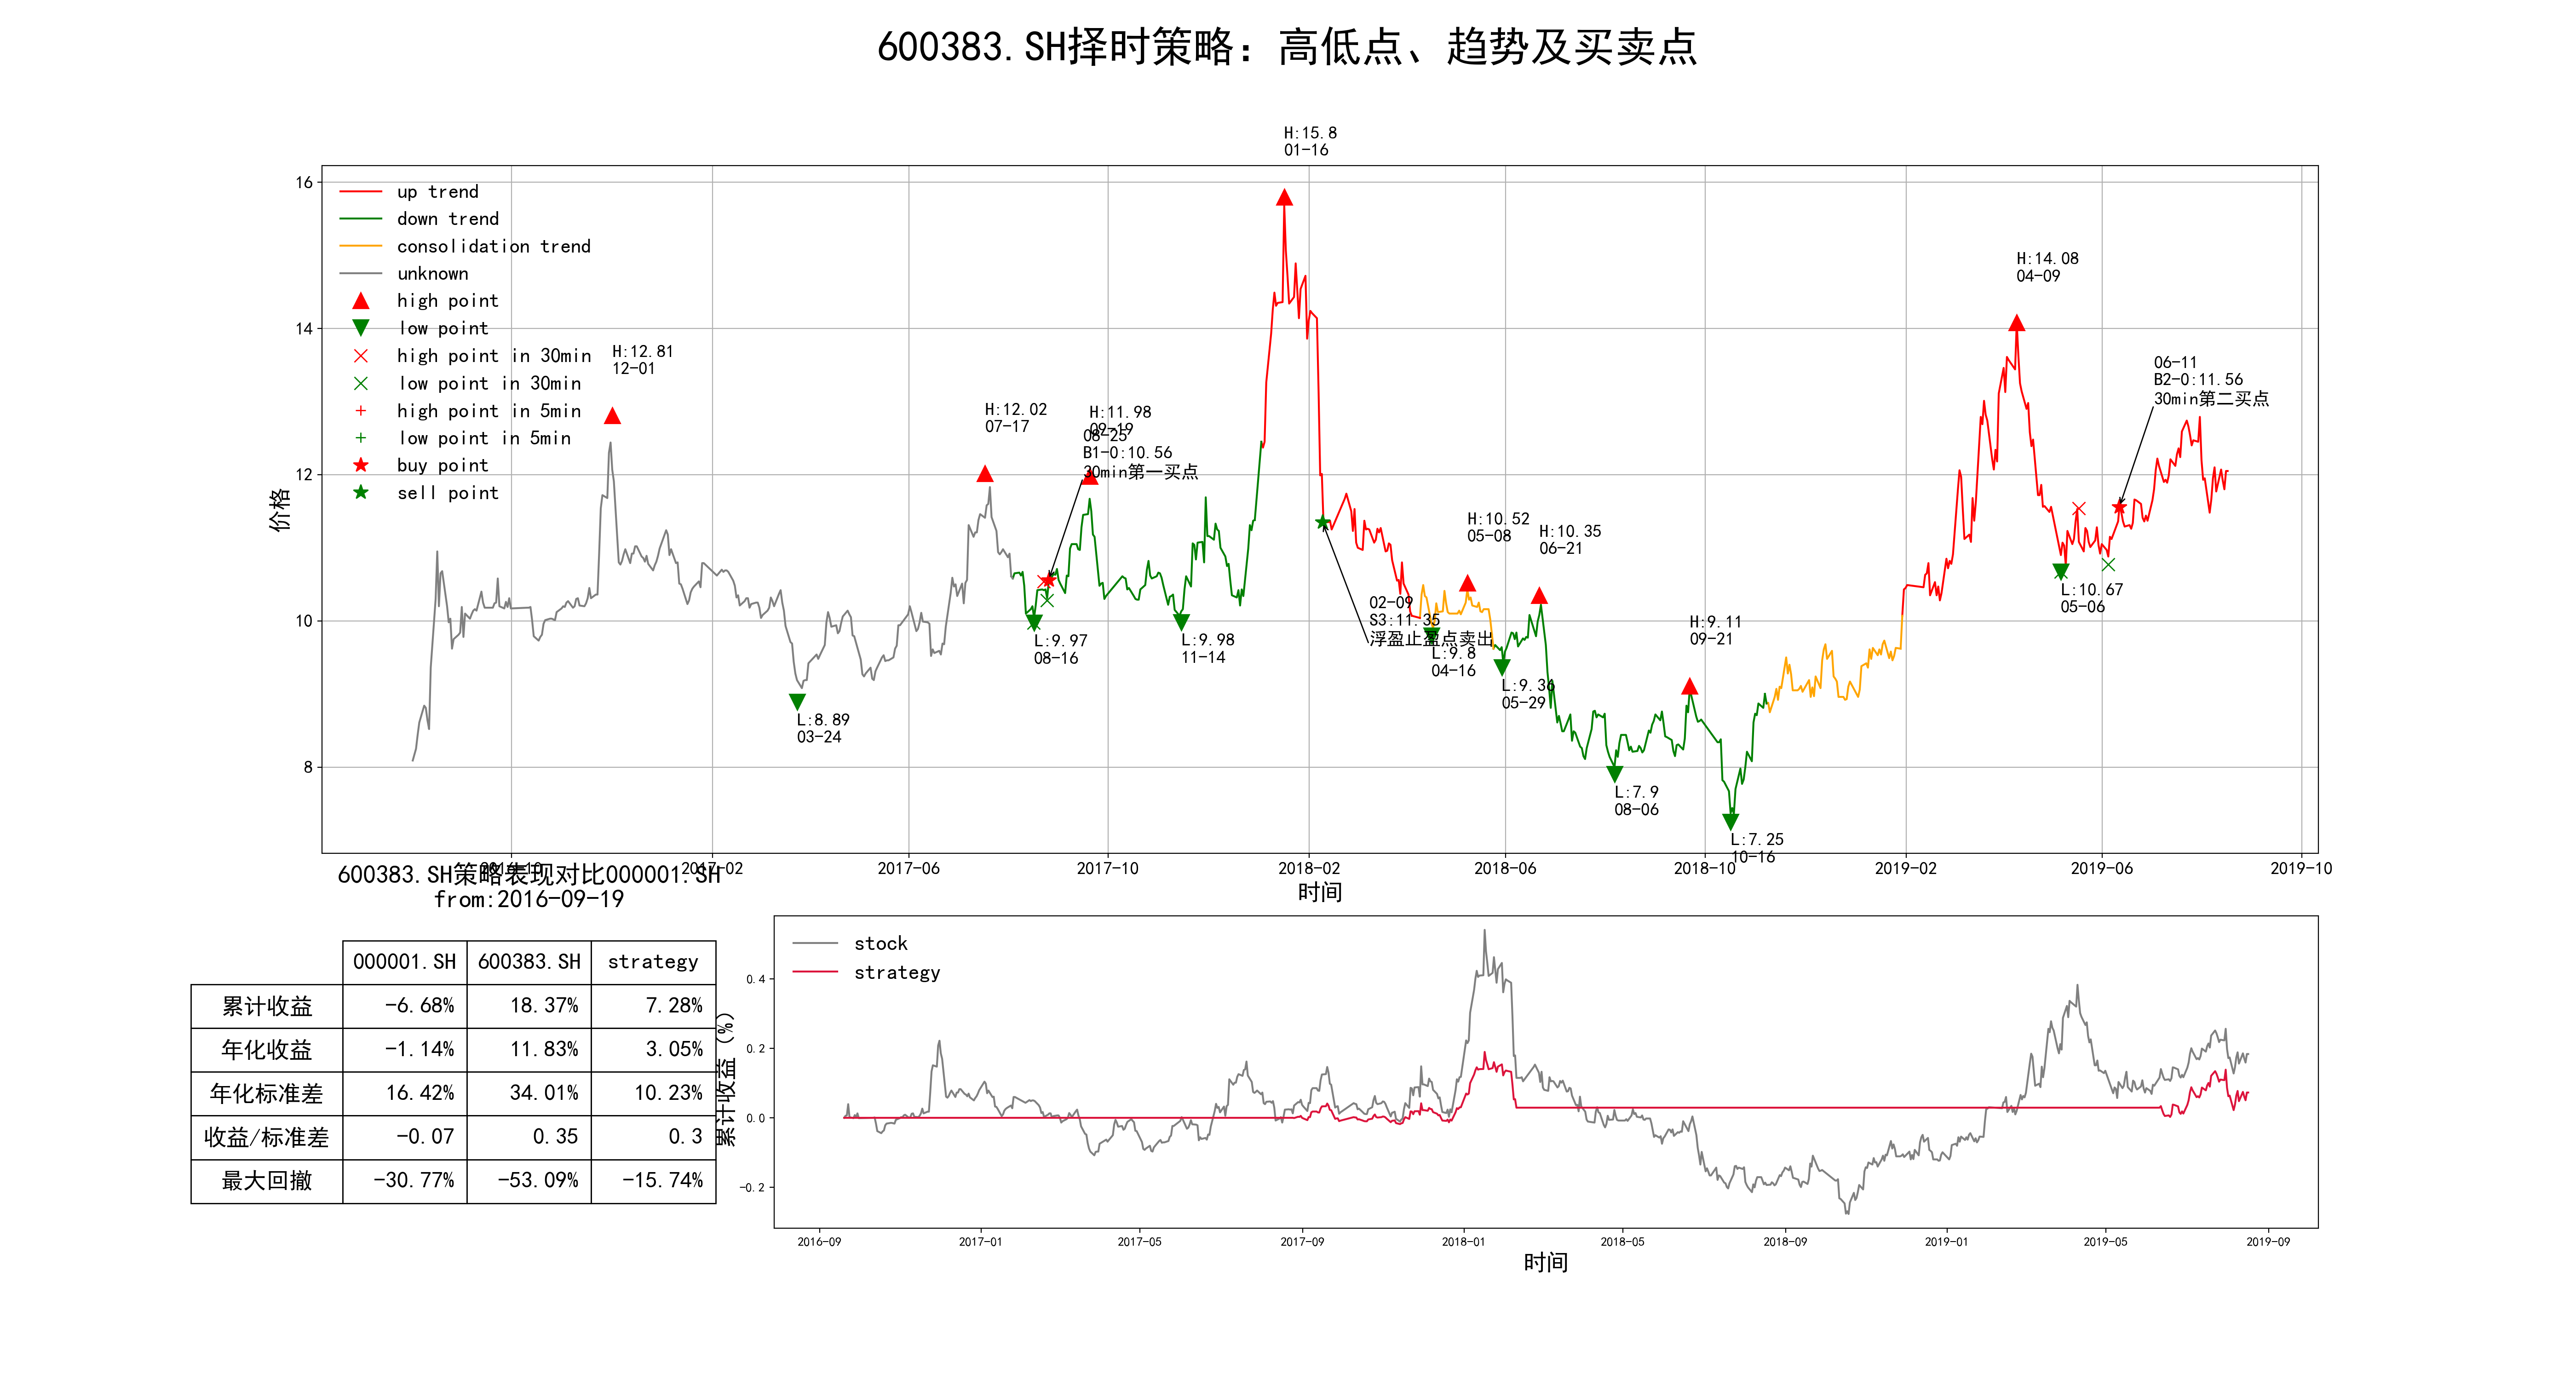 600383.SH择时策略：高低点、趋势及买卖点
up trend
down trend
consolidation trend
unknown
high point
low point
high point in 30min
low point in 30min
high point in 5min
low point in 5min
buy point
sell point
价格
16
14
12
10
8
H:12.81
12-01
L:8.89
03-24
H:12.02
07-17
L:9.97
08-16
H:11.98
09-19
08-25
B1-0:10.56
30min第一买点
L:9.98
11-14
H:15.8
01-16
02-09
S3:11.35
浮盈止盈点卖出
L:9.8
04-16
H:10.52
05-08
L:9.36
05-29
H:10.35
06-21
L:7.9
08-06
H:9.11
09-21
L:7.25
10-16
H:14.08
04-09
L:10.67
05-06
06-11
B2-0:11.56
30min第二买点
2016-10
2017-02
2017-06
2017-10
2018-02
2018-06
2018-10
2019-02
2019-06
2019-10
时间
600383.SH策略表现对比000001.SH
from:2016-09-19
000001.SH 600383.SH strategy
累计收益 -6.68% 18.37% 7.28%
年化收益 -1.14% 11.83% 3.05%
年化标准差 16.42% 34.01% 10.23%
收益/标准差 -0.07 0.35 0.3
最大回撤 -30.77% -53.09% -15.74%
累计收益（%）
stock
strategy
0.4
0.2
0.0
-0.2
2016-09
2017-01
2017-05
2017-09
2018-01
2018-05
2018-09
2019-01
2019-05
2019-09
时间